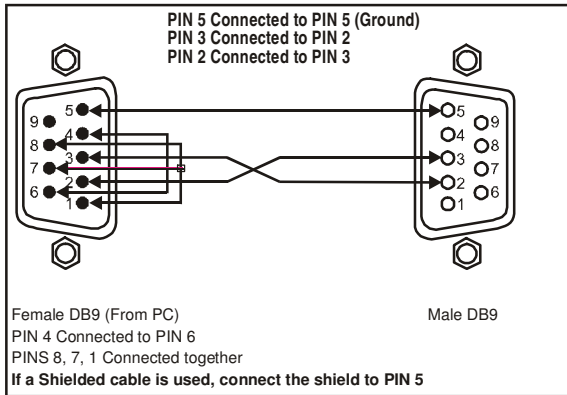 PIN 5 Connected to PIN 5 (Ground)
PIN 3 Connected to PIN 2
PIN 2 Connected to PIN 3
5
9
4
8
3
7
2
6
1
5
9
4
8
3
7
2
6
1
Female DB9 (From PC)
Male DB9
PIN 4 Connected to PIN 6
PINS 8, 7, 1 Connected together
If a Shielded cable is used, connect the shield to PIN 5